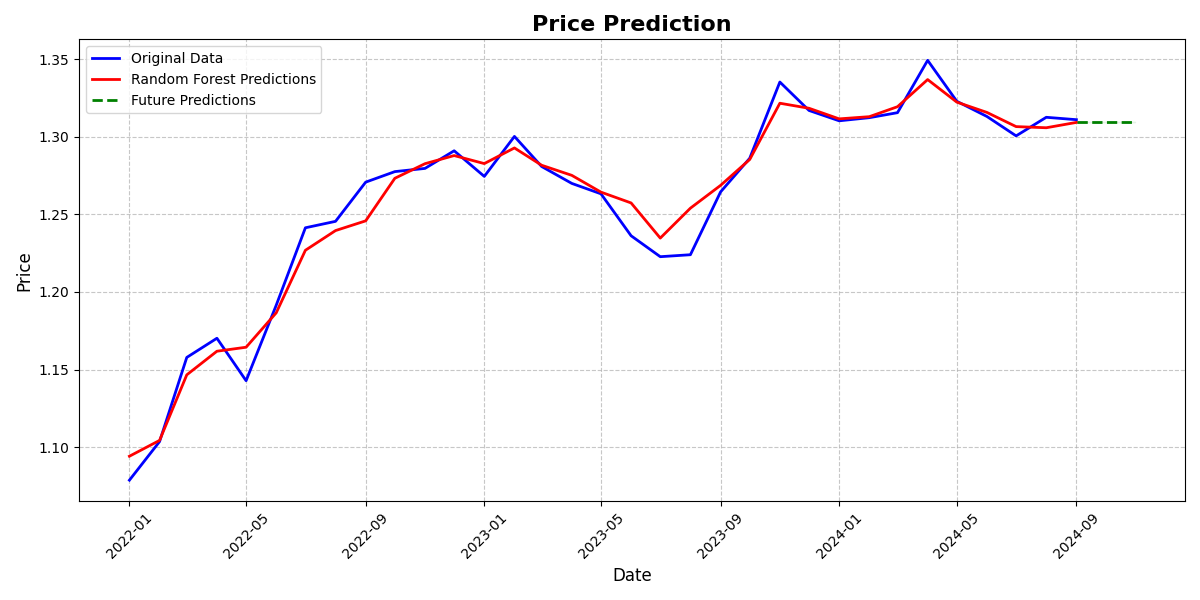 Price Prediction
Original Data
Random Forest Predictions
Future Predictions
Price
1.35
1.30
1.25
1.20
1.15
1.10
2022-01
2022-05
2022-09
2023-01
2023-05
2023-09
2024-01
2024-05
2024-09
Date